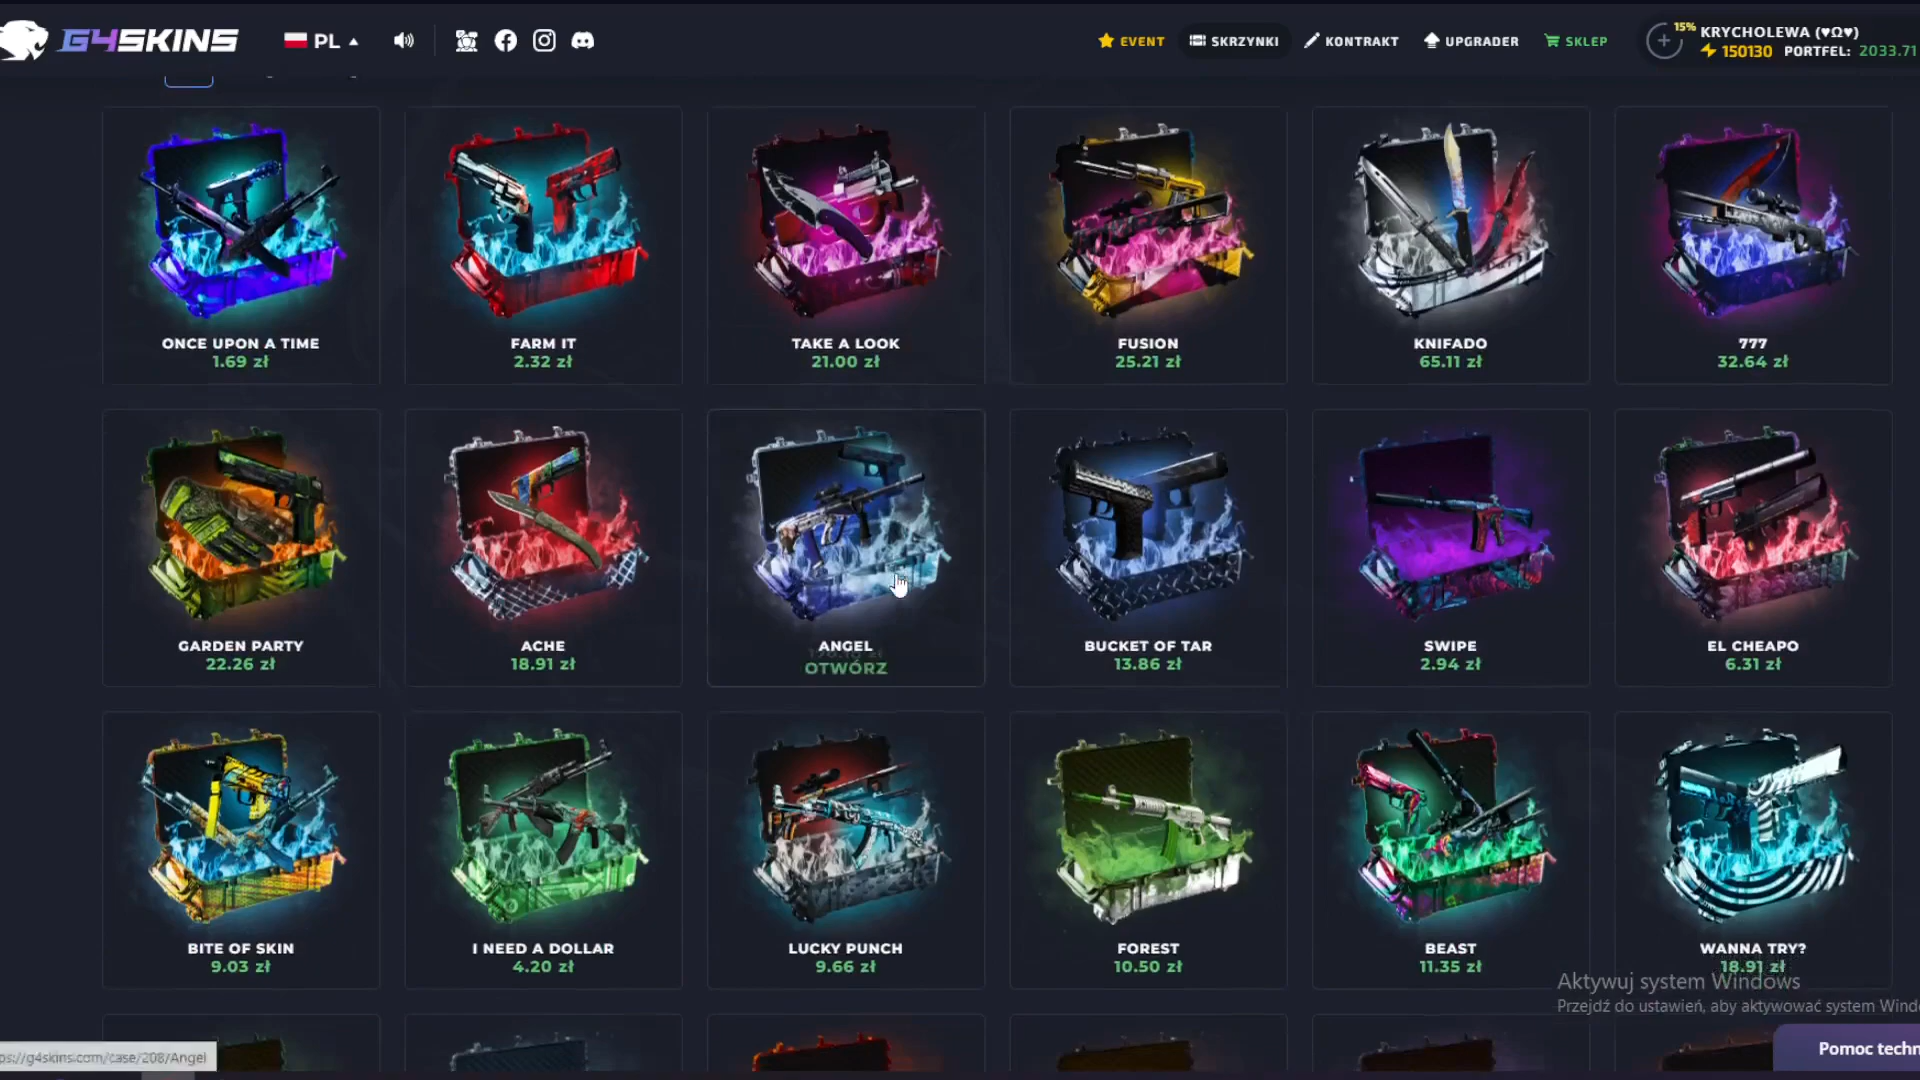 G4SKINS
PL
EVENT
SKRZYNKI
KONTRAKT
UPGRADER
SKLEP
15%
KRYCHOLEWA (♥Ω♥)
150130 PORTFEL: 2033.71
ONCE UPON A TIME
1.69 zł
FARM IT
2.32 zł
TAKE A LOOK
21.00 zł
FUSION
25.21 zł
KNIFADO
65.11 zł
777
32.64 zł
GARDEN PARTY
22.26 zł
ACHE
18.91 zł
ANGEL
OTWÓRZ
BUCKET OF TAR
13.86 zł
SWIPE
2.94 zł
EL CHEAPO
6.31 zł
BITE OF SKIN
9.03 zł
I NEED A DOLLAR
4.20 zł
LUCKY PUNCH
9.66 zł
FOREST
10.50 zł
BEAST
11.35 zł
WANNA TRY?
18.91 zł
Aktywuj system Windows
Przejdź do ustawień, aby aktywować system Wind
ps://g4skins.com/case/208/Angel
Pomoc techn